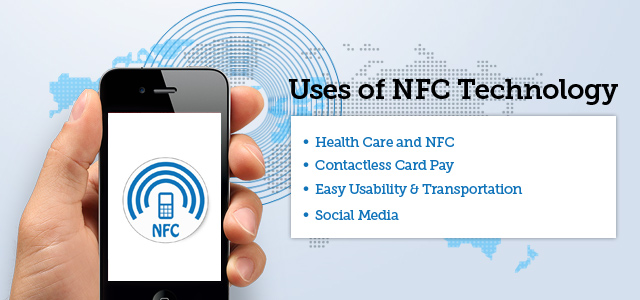 Uses of NFC Technology
• Health Care and NFC
• Contactless Card Pay
• Easy Usability & Transportation
• Social Media
NFC